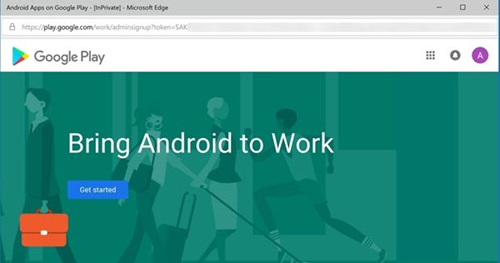 Android Apps on Google Play - [InPrivate] - Microsoft Edge
https://play.google.com/work/adminsignup?token=SAK
Google Play
A
Bring Android to Work
Get started